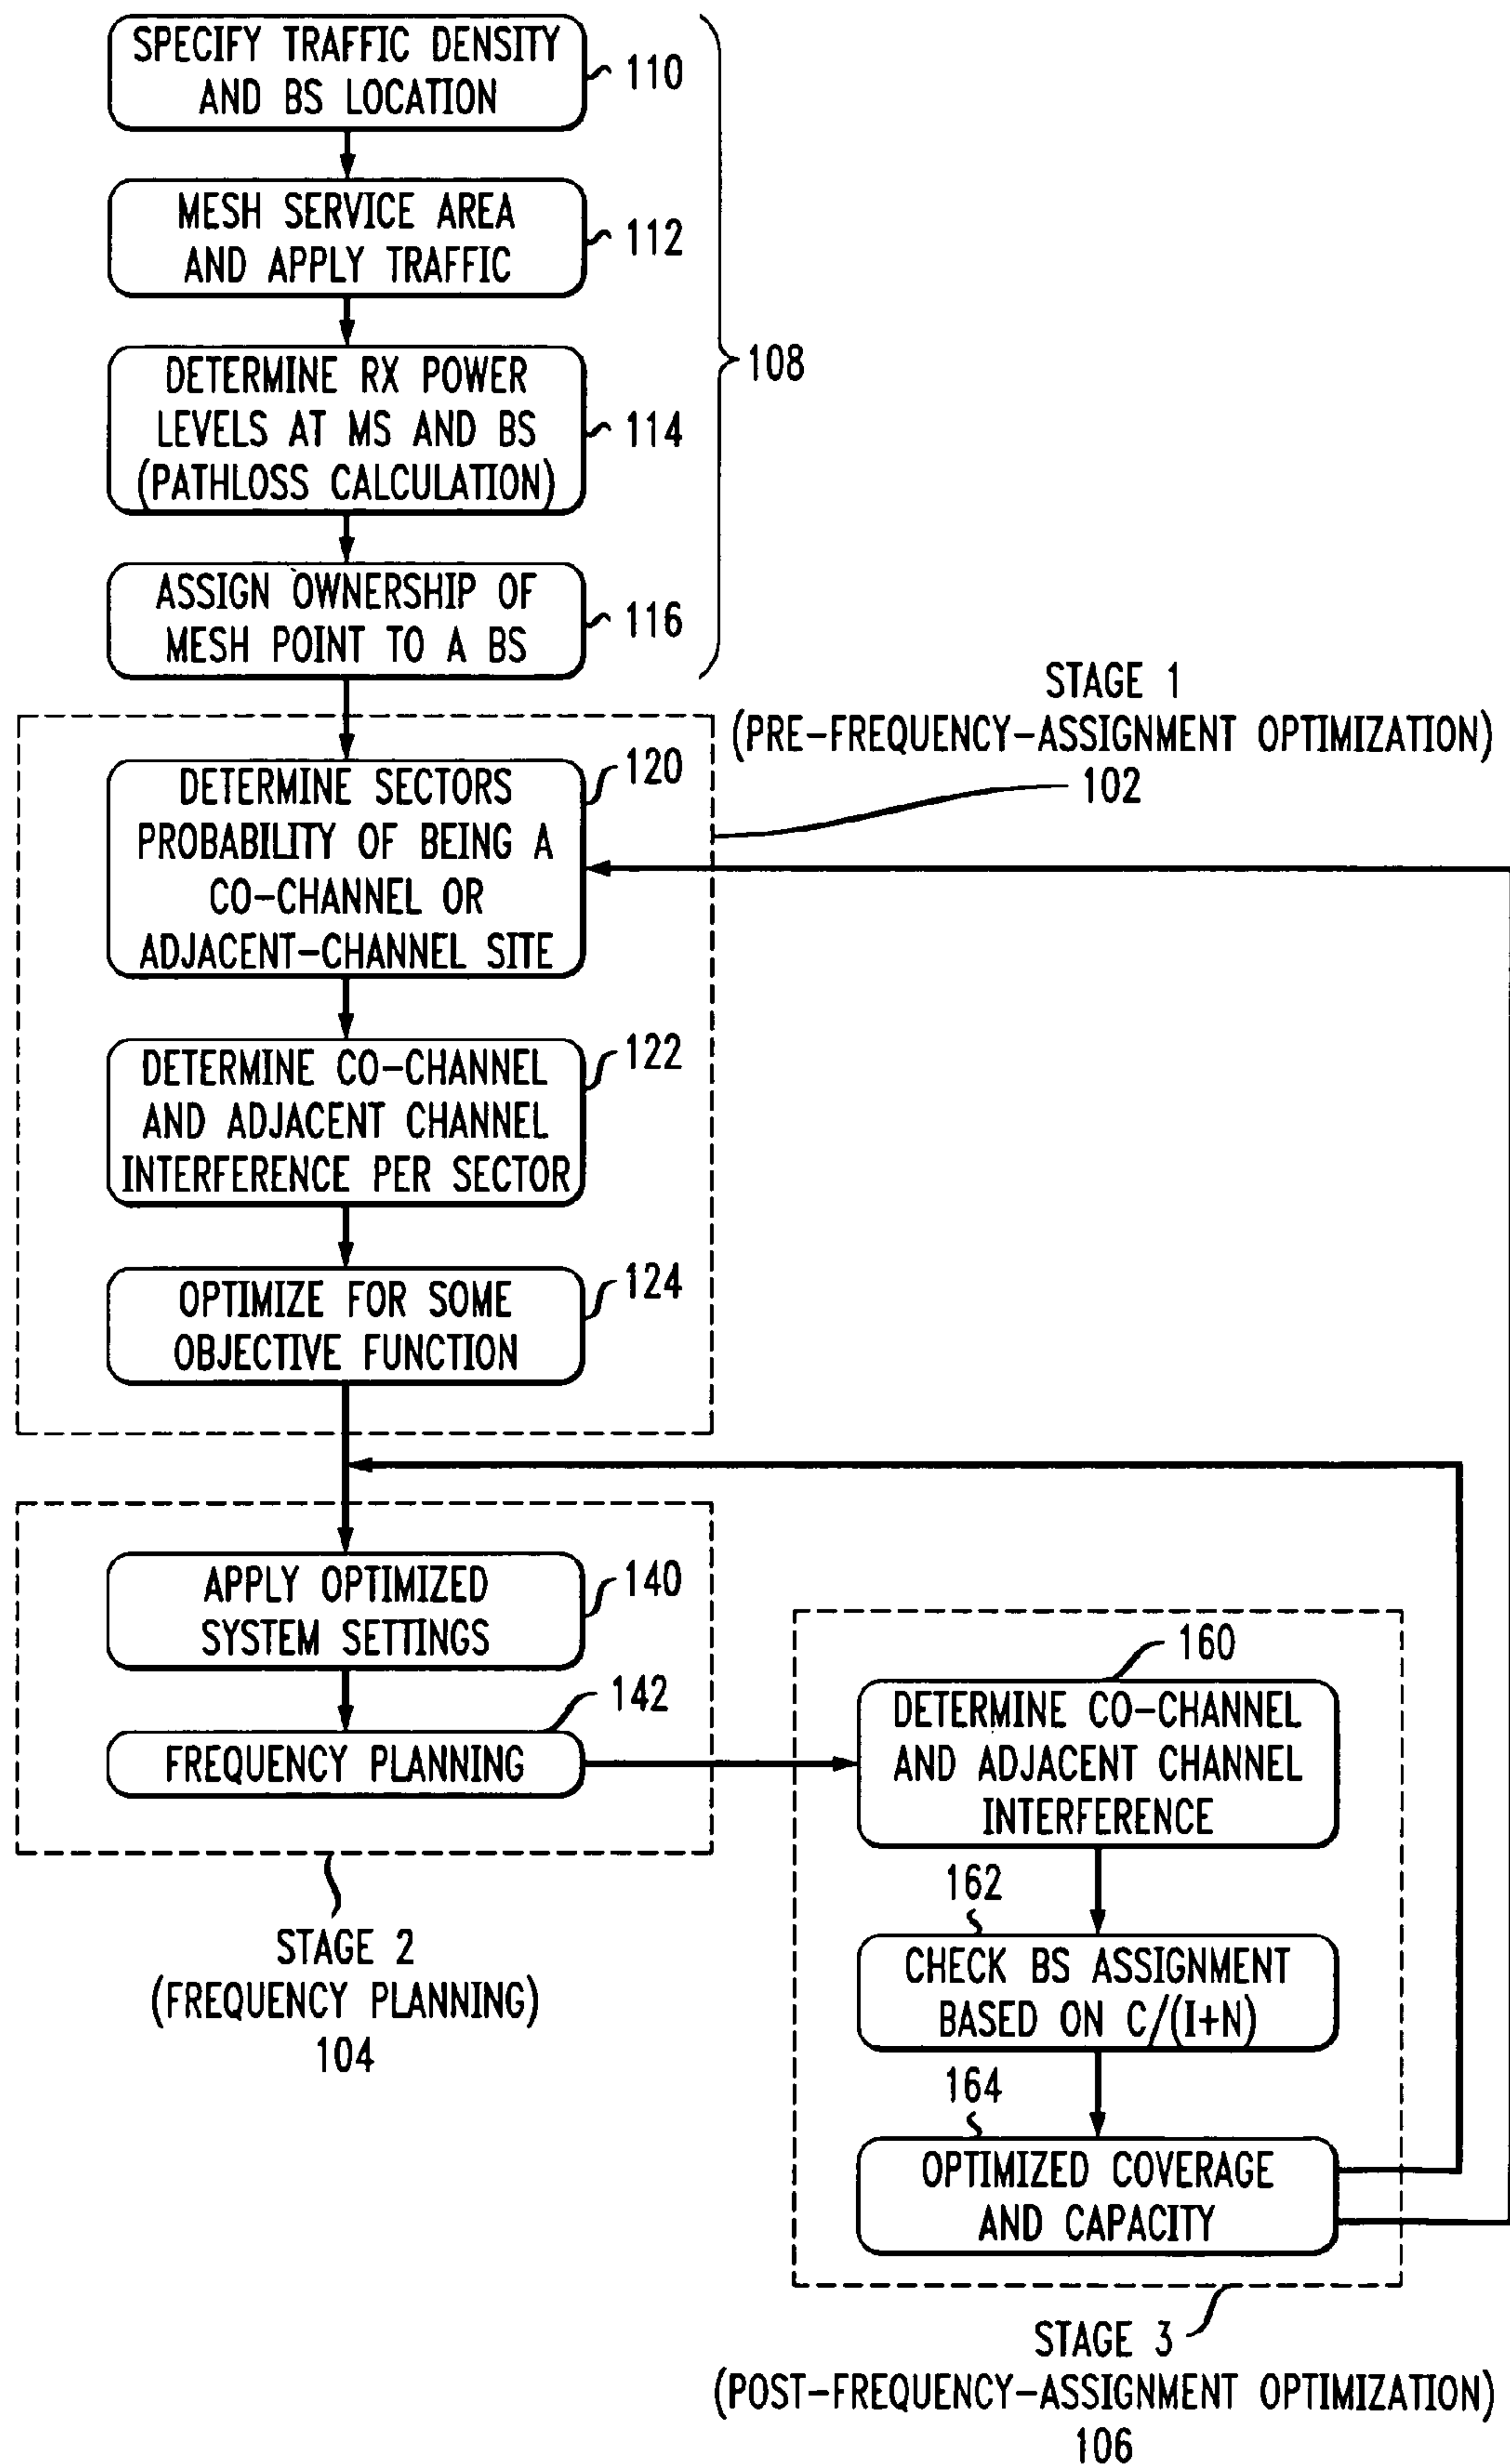 SPECIFY TRAFFIC DENSITY
AND BS LOCATION
110
MESH SERVICE AREA
AND APPLY TRAFFIC
112
DETERMINE RX POWER
LEVELS AT MS AND BS
(PATHLOSS CALCULATION)
114
108
ASSIGN OWNERSHIP OF
MESH POINT TO A BS
116
STAGE 1
(PRE-FREQUENCY-ASSIGNMENT OPTIMIZATION)
102
DETERMINE SECTORS
PROBABILITY OF BEING A
CO-CHANNEL OR
ADJACENT-CHANNEL SITE
120
DETERMINE CO-CHANNEL
AND ADJACENT CHANNEL
INTERFERENCE PER SECTOR
122
OPTIMIZE FOR SOME
OBJECTIVE FUNCTION
124
APPLY OPTIMIZED
SYSTEM SETTINGS
140
FREQUENCY PLANNING
142
STAGE 2
(FREQUENCY PLANNING)
104
160
DETERMINE CO-CHANNEL
AND ADJACENT CHANNEL
INTERFERENCE
162
CHECK BS ASSIGNMENT
BASED ON C/(I+N)
164
OPTIMIZED COVERAGE
AND CAPACITY
STAGE 3
(POST-FREQUENCY-ASSIGNMENT OPTIMIZATION)
106